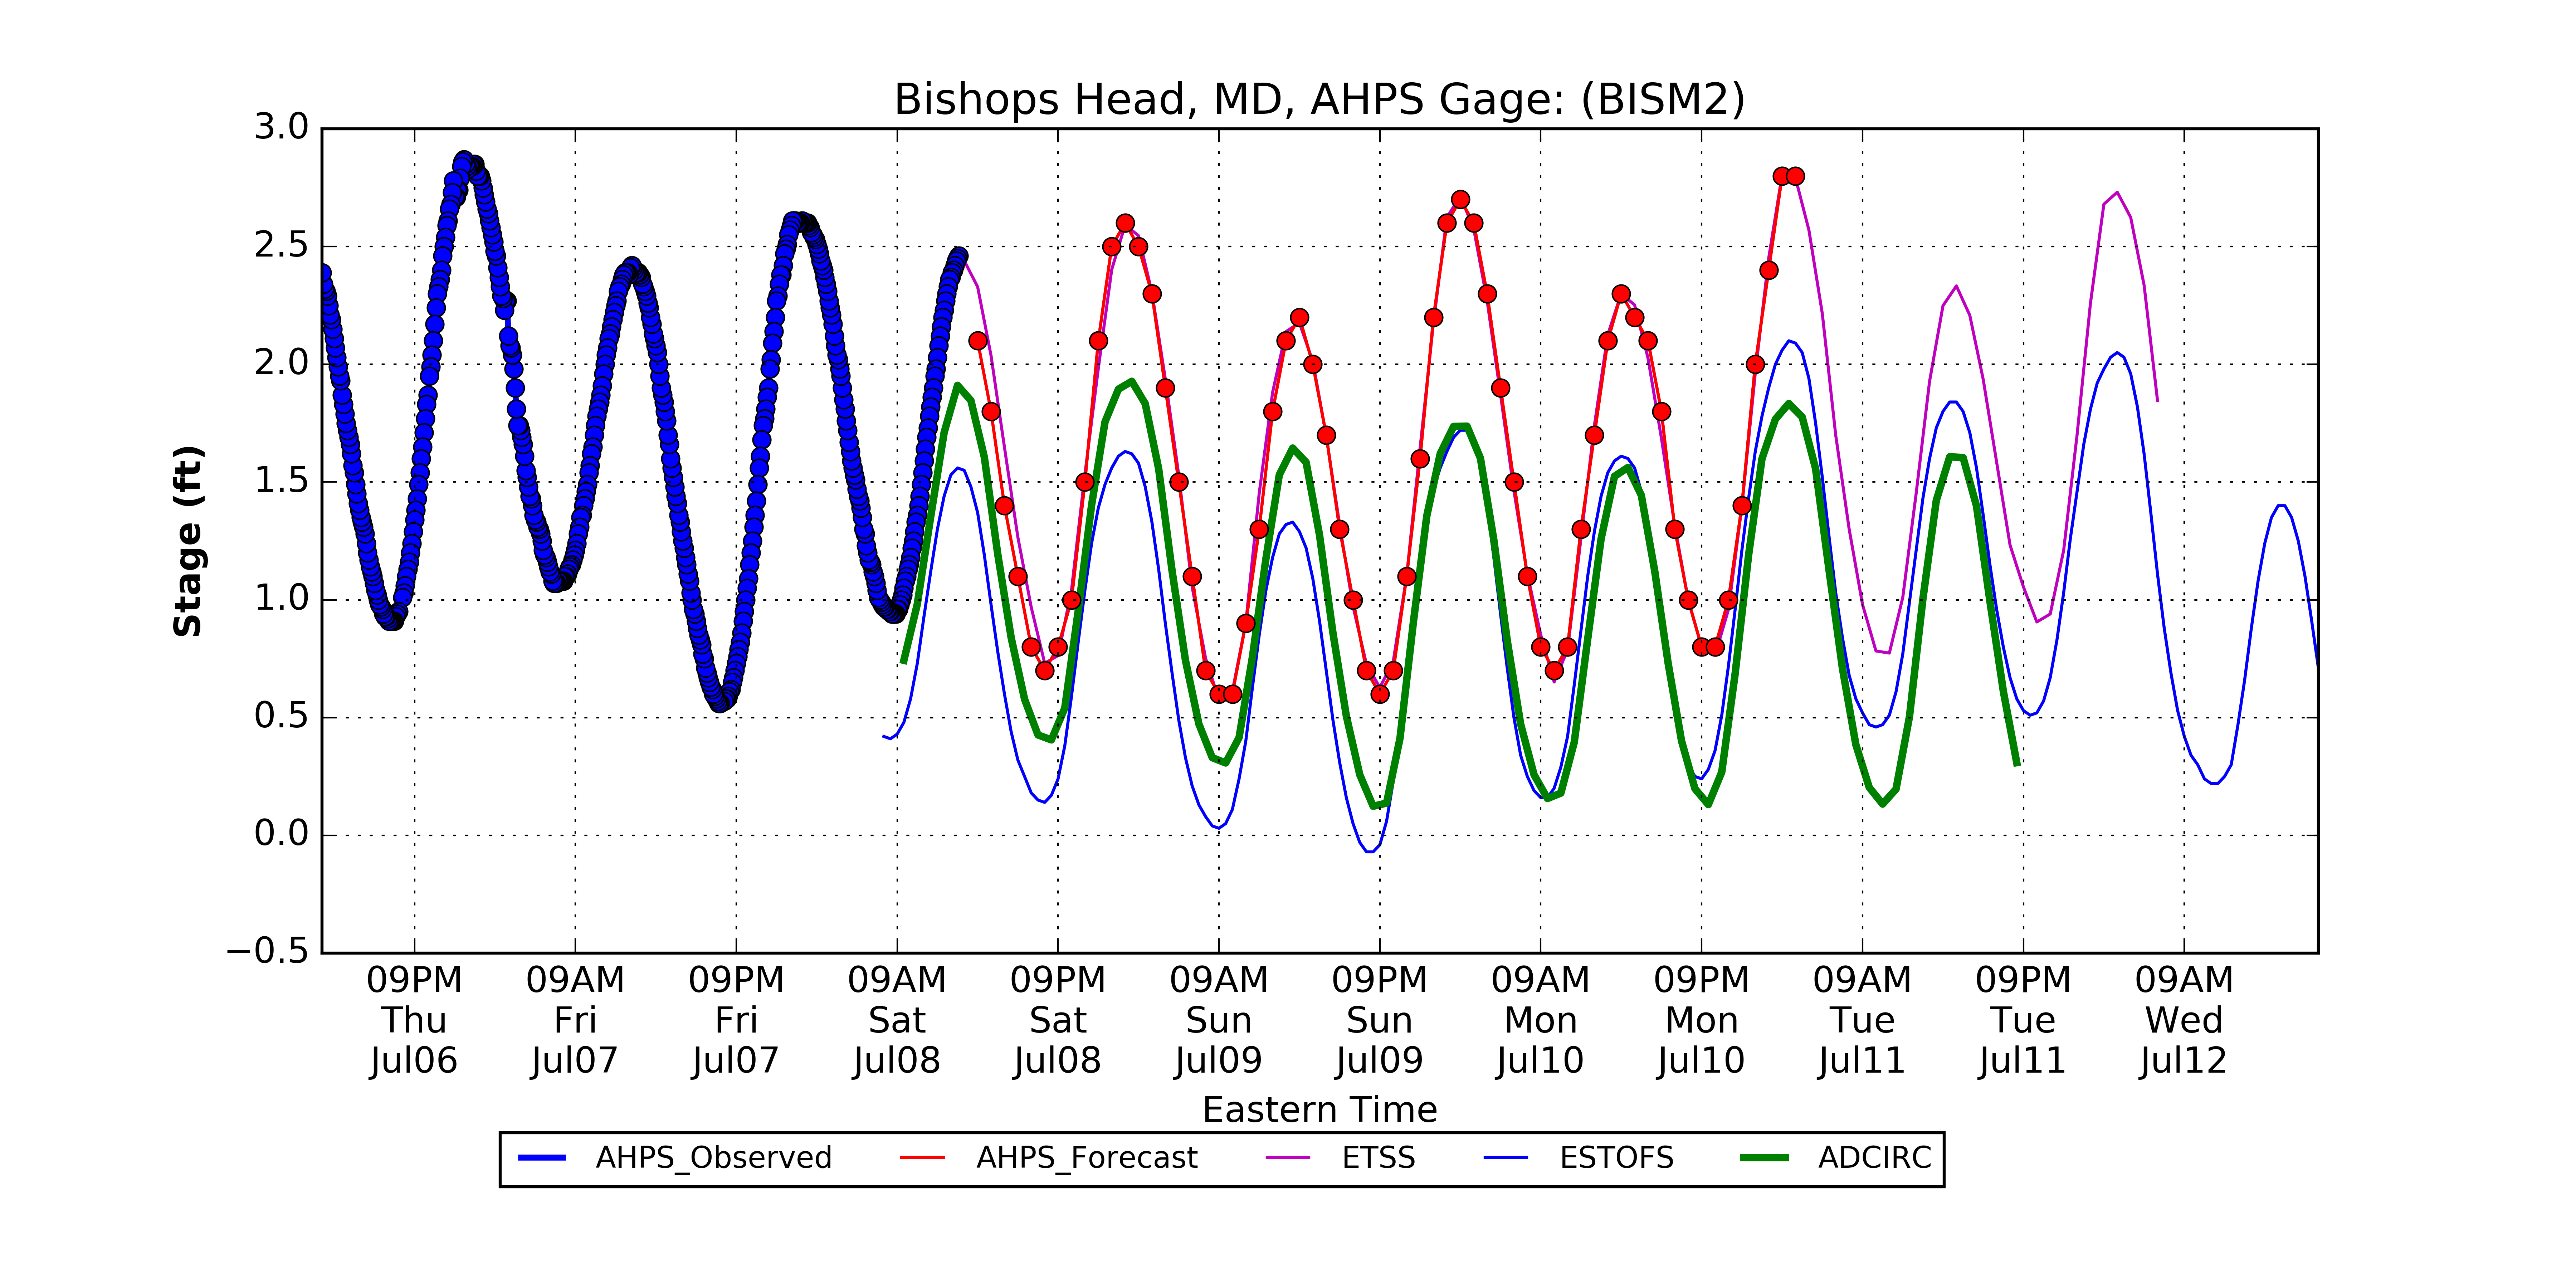 Bishops Head, MD, AHPS Gage: (BISM2)
3.0
2.5
2.0
1.5
1.0
0.5
0.0
−0.5
Stage (ft)
09PM 09AM 09PM 09AM 09PM 09AM 09PM 09AM 09PM 09AM 09PM 09AM
Thu Fri Fri Sat Sat Sun Sun Mon Mon Tue Tue Wed
Jul06 Jul07 Jul07 Jul08 Jul08 Jul09 Jul09 Jul10 Jul10 Jul11 Jul11 Jul12
Eastern Time
AHPS_Observed AHPS_Forecast ETSS ESTOFS ADCIRC